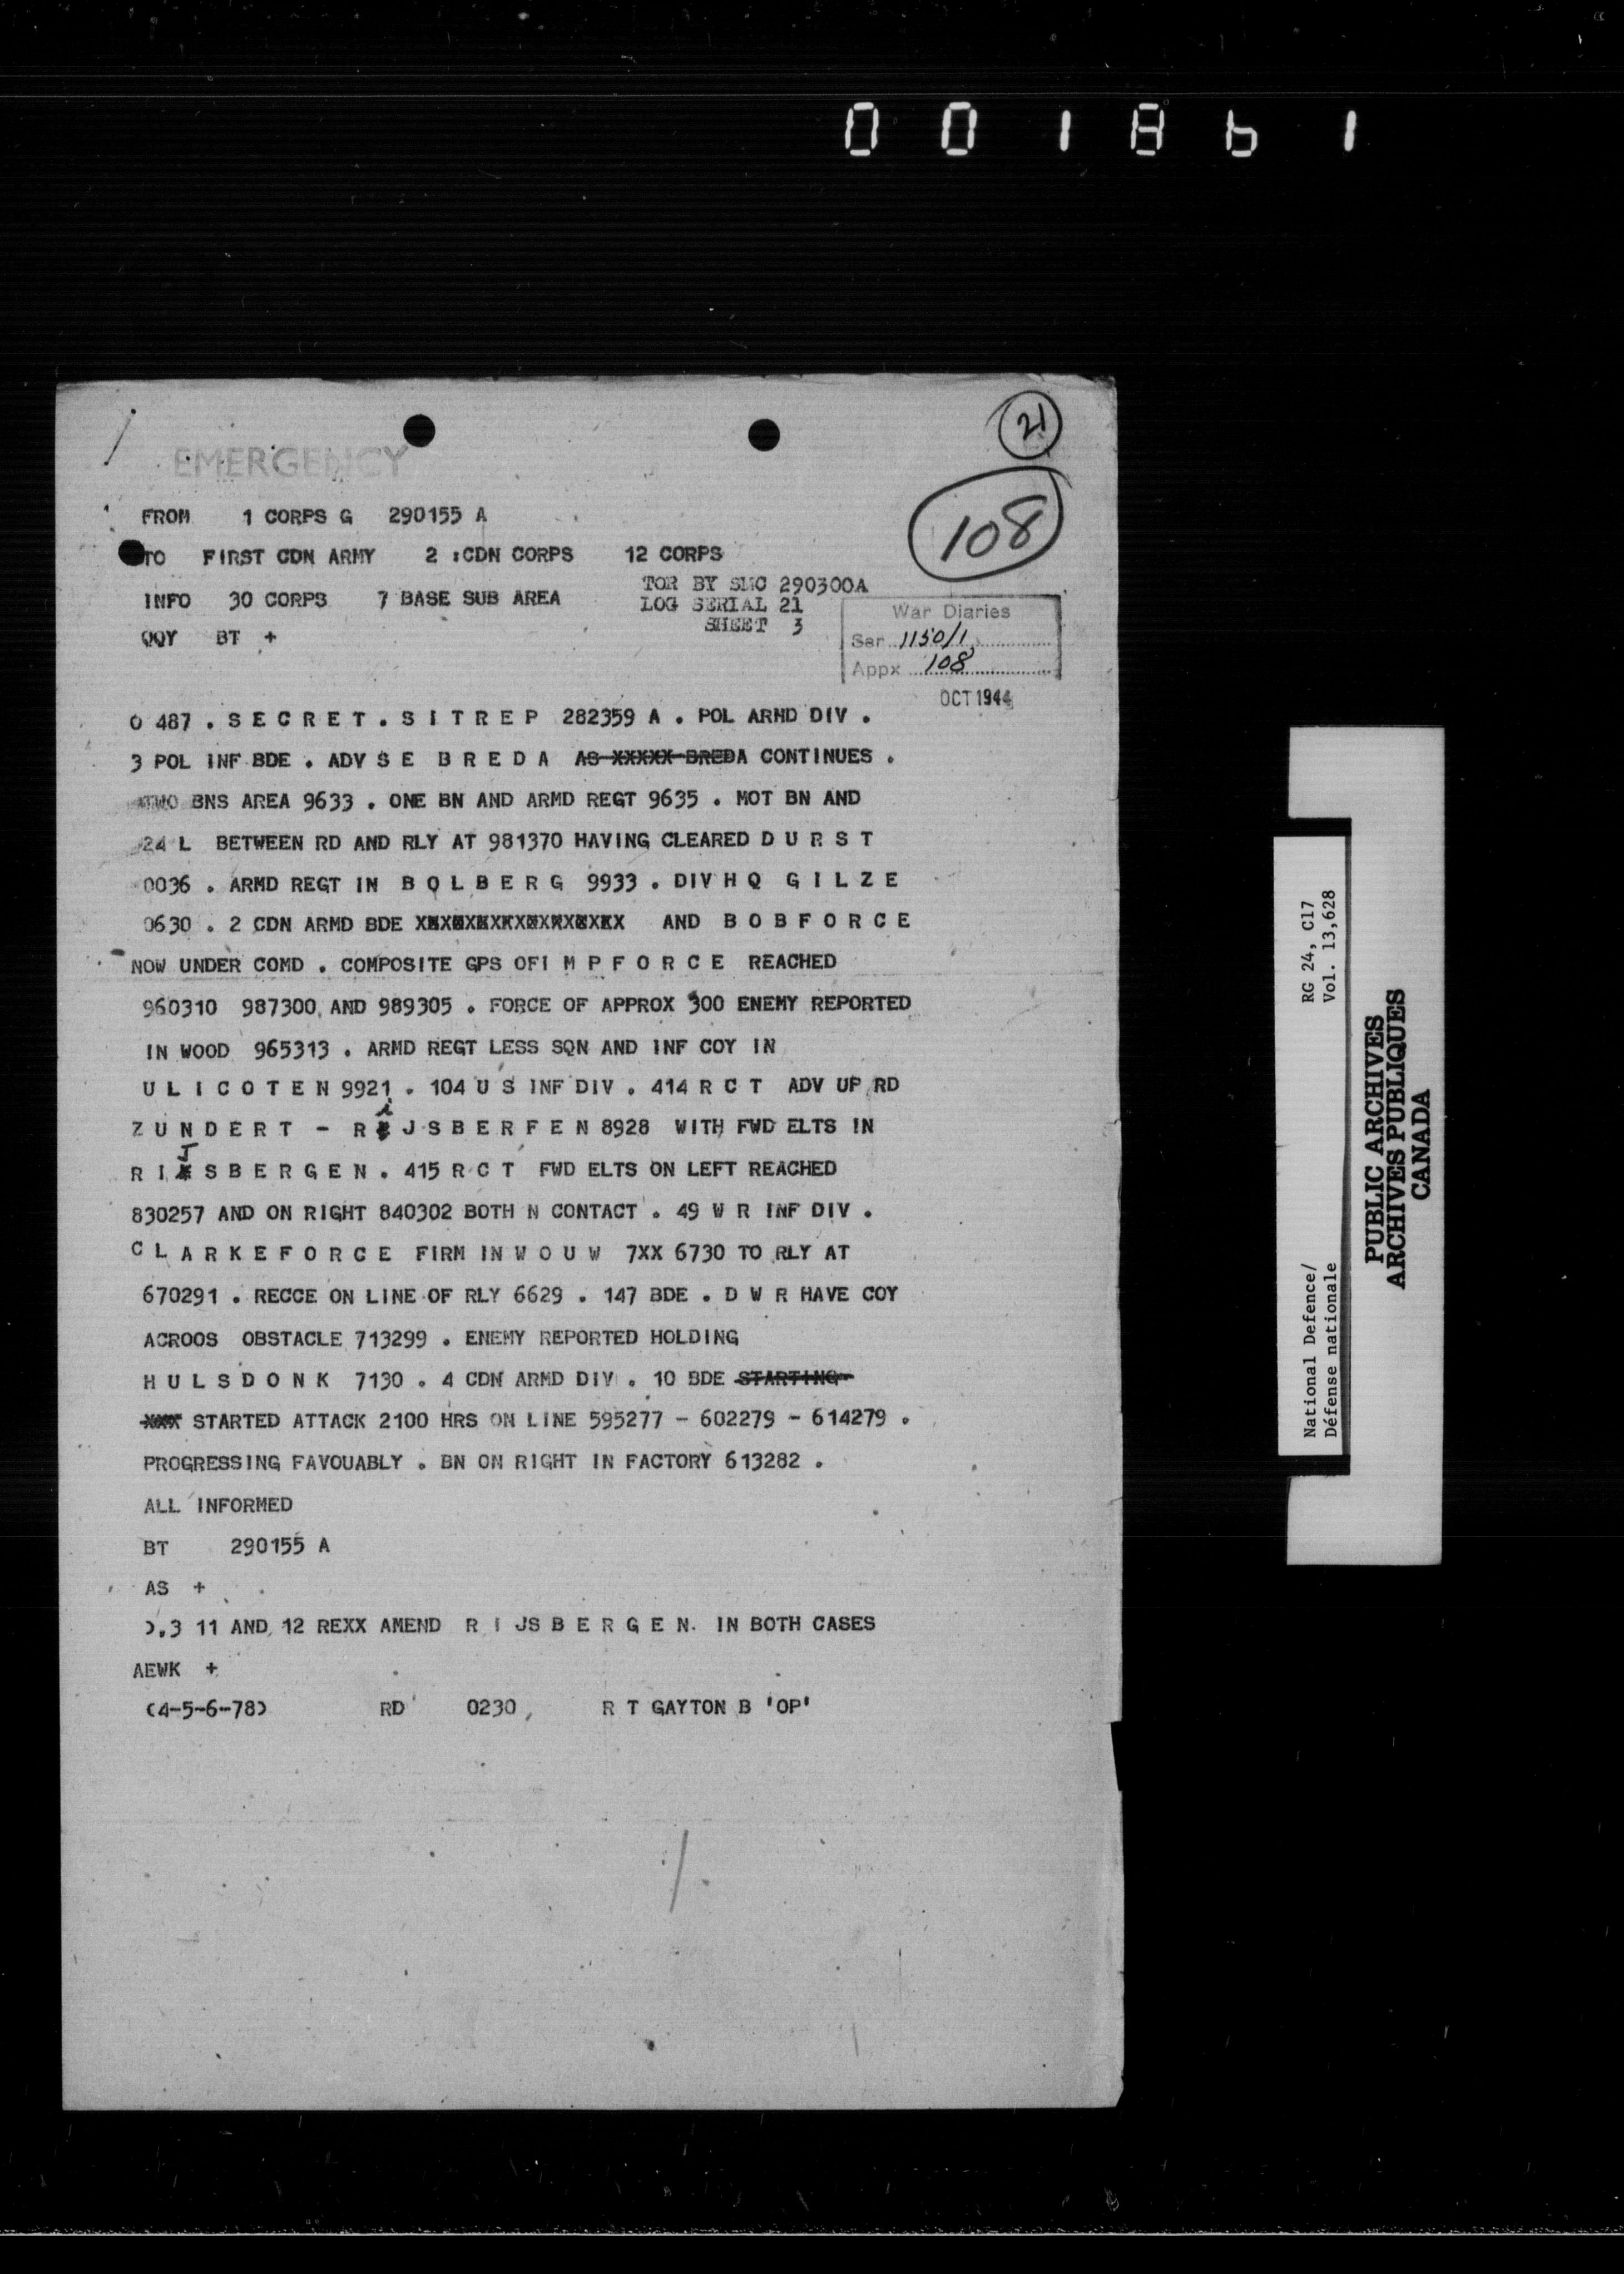 001861
21
EMERGENCY
108
FROM 1 CORPS G 290155 A
TO FIRST CDN ARMY 2 :CDN CORPS 12 CORPS
TOR BY SMC 290300A
INFO 30 CORPS 7 BASE SUB AREA
LOG SERIAL 21
SHEET 3
QQY BT +
War Diaries
Ser 1150/1
Appx 108
OCT 1944
O 487 . S E C R E T . S I T R E P 282359 A . POL ARMD DIV .
3 POL INF BDE . ADV S E B R E D A AS XXXXX BREDA CONTINUES .
TWO BNS AREA 9633 . ONE BN AND ARMD REGT 9635 . MOT BN AND
24 L BETWEEN RD AND RLY AT 981370 HAVING CLEARED D U R S T
0036 . ARMD REGT IN B O L B E R G 9933 . DIV H Q G I L Z E
0630 . 2 CDN ARMD BDE AND B O B F O R C E
NOW UNDER COMD . COMPOSITE GPS OFI M P F O R C E REACHED
960310 987300 AND 989305 . FORCE OF APPROX 300 ENEMY REPORTED
IN WOOD 965313 . ARMD REGT LESS SQN AND INF COY IN
U L I C O T E N 9921 . 104 U S INF DIV . 414 R C T ADV UP RD
Z U N D E R T - R i J S B E R F E N 8928 WITH FWD ELTS IN
R I J S B E R G E N . 415 R C T FWD ELTS ON LEFT REACHED
830257 AND ON RIGHT 840302 BOTH N CONTACT . 49 W R INF DIV .
C L A R K E F O R C E FIRM IN W O U W 7XX 6730 TO RLY AT
670291 . RECCE ON LINE OF RLY 6629 . 147 BDE . D W R HAVE COY
ACROOS OBSTACLE 713299 . ENEMY REPORTED HOLDING
H U L S D O N K 7130 . 4 CDN ARMD DIV . 10 BDE STARTING
XXX STARTED ATTACK 2100 HRS ON LINE 595277 - 602279 - 614279 .
PROGRESSING FAVOUABLY . BN ON RIGHT IN FACTORY 613282 .
ALL INFORMED
BT 290155 A
AS +
).3 11 AND 12 REXX AMEND R I JS B E R G E N. IN BOTH CASES
AEWK +
(4-5-6-78) RD 0230, R T GAYTON B 'OP'
National Defence/
Défense nationale
RG 24, C17
Vol. 13,628
PUBLIC ARCHIVES
ARCHIVES PUBLIQUES
CANADA